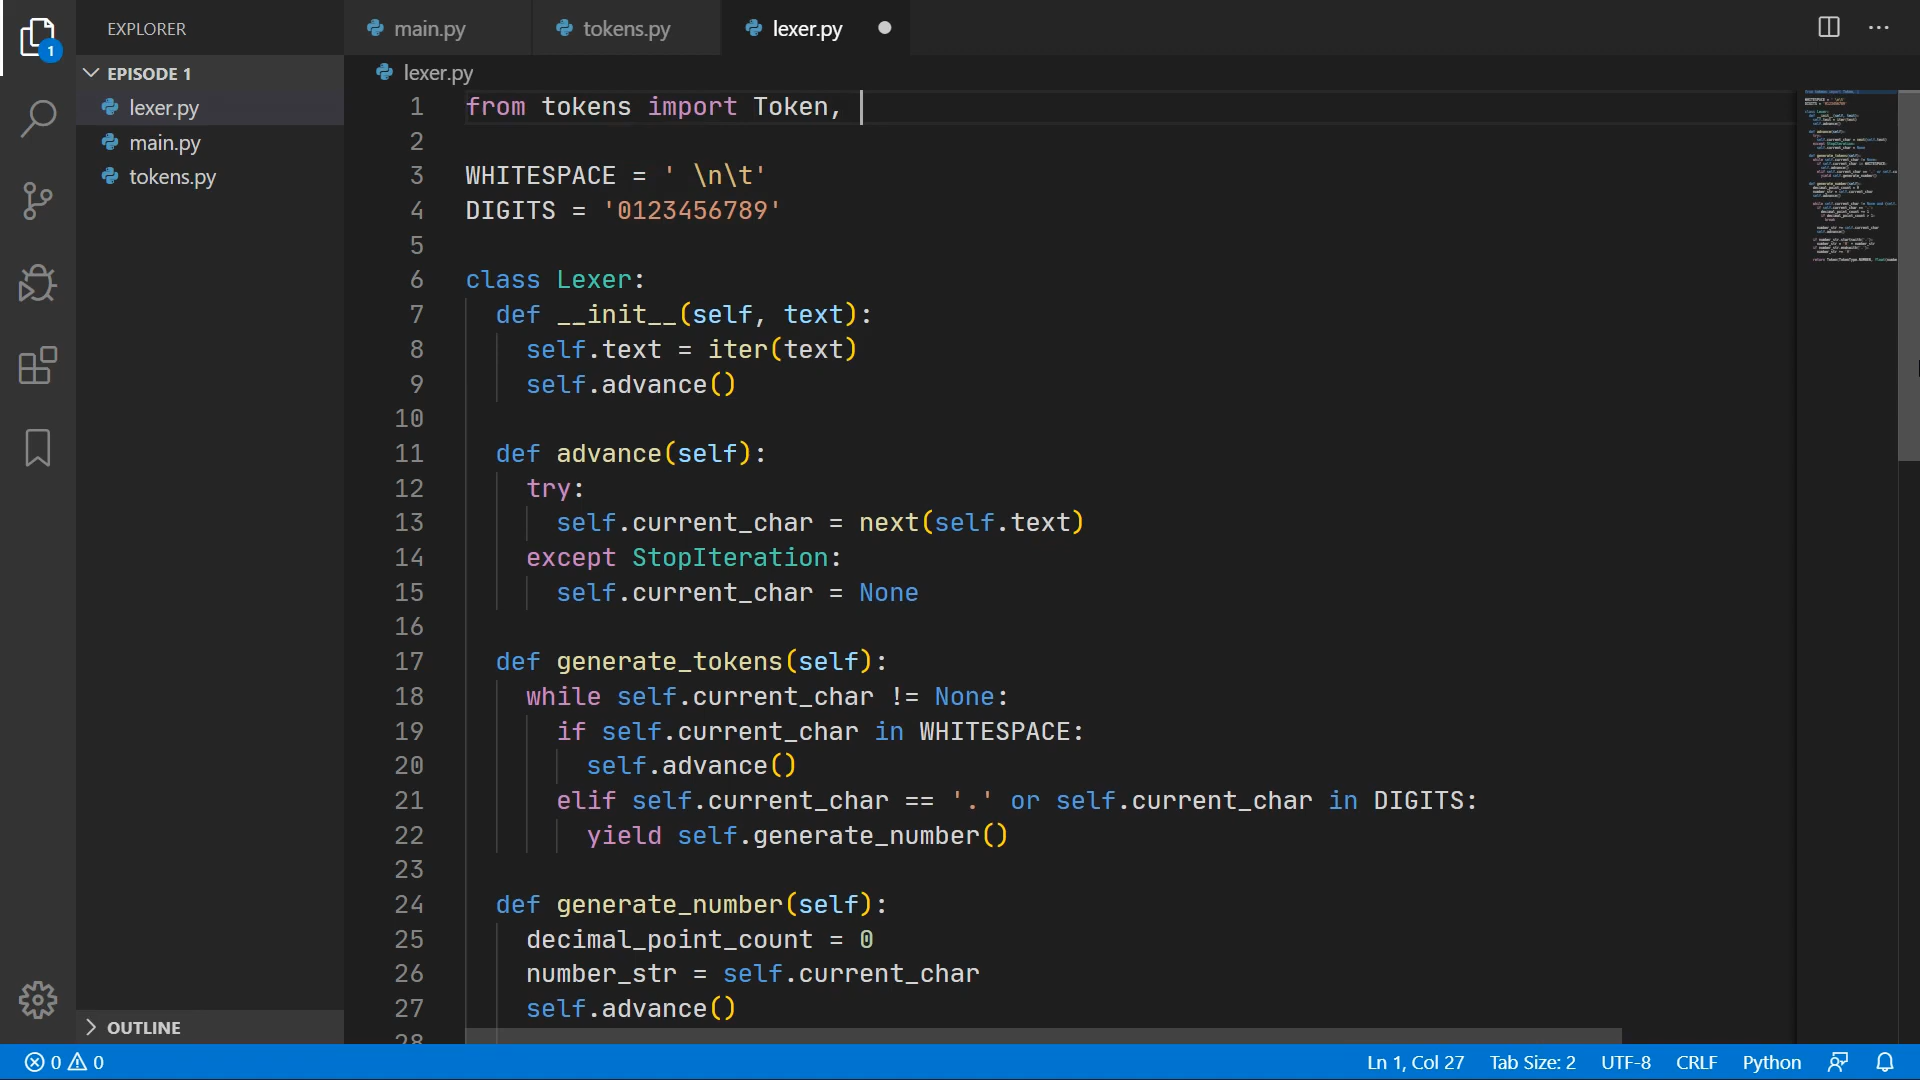 1
EXPLORER
EPISODE 1
lexer.py
main.py
tokens.py
OUTLINE
main.py
tokens.py
lexer.py
lexer.py
1 from tokens import Token,
2
3 WHITESPACE = ' \n\t'
4 DIGITS = '0123456789'
5
6 class Lexer:
7 def __init__(self, text):
8 self.text = iter(text)
9 self.advance()
10
11 def advance(self):
12 try:
13 self.current_char = next(self.text)
14 except StopIteration:
15 self.current_char = None
16
17 def generate_tokens(self):
18 while self.current_char != None:
19 if self.current_char in WHITESPACE:
20 self.advance()
21 elif self.current_char == '.' or self.current_char in DIGITS:
22 yield self.generate_number()
23
24 def generate_number(self):
25 decimal_point_count = 0
26 number_str = self.current_char
27 self.advance()
28
0 0
Ln 1, Col 27 Tab Size: 2 UTF-8 CRLF Python